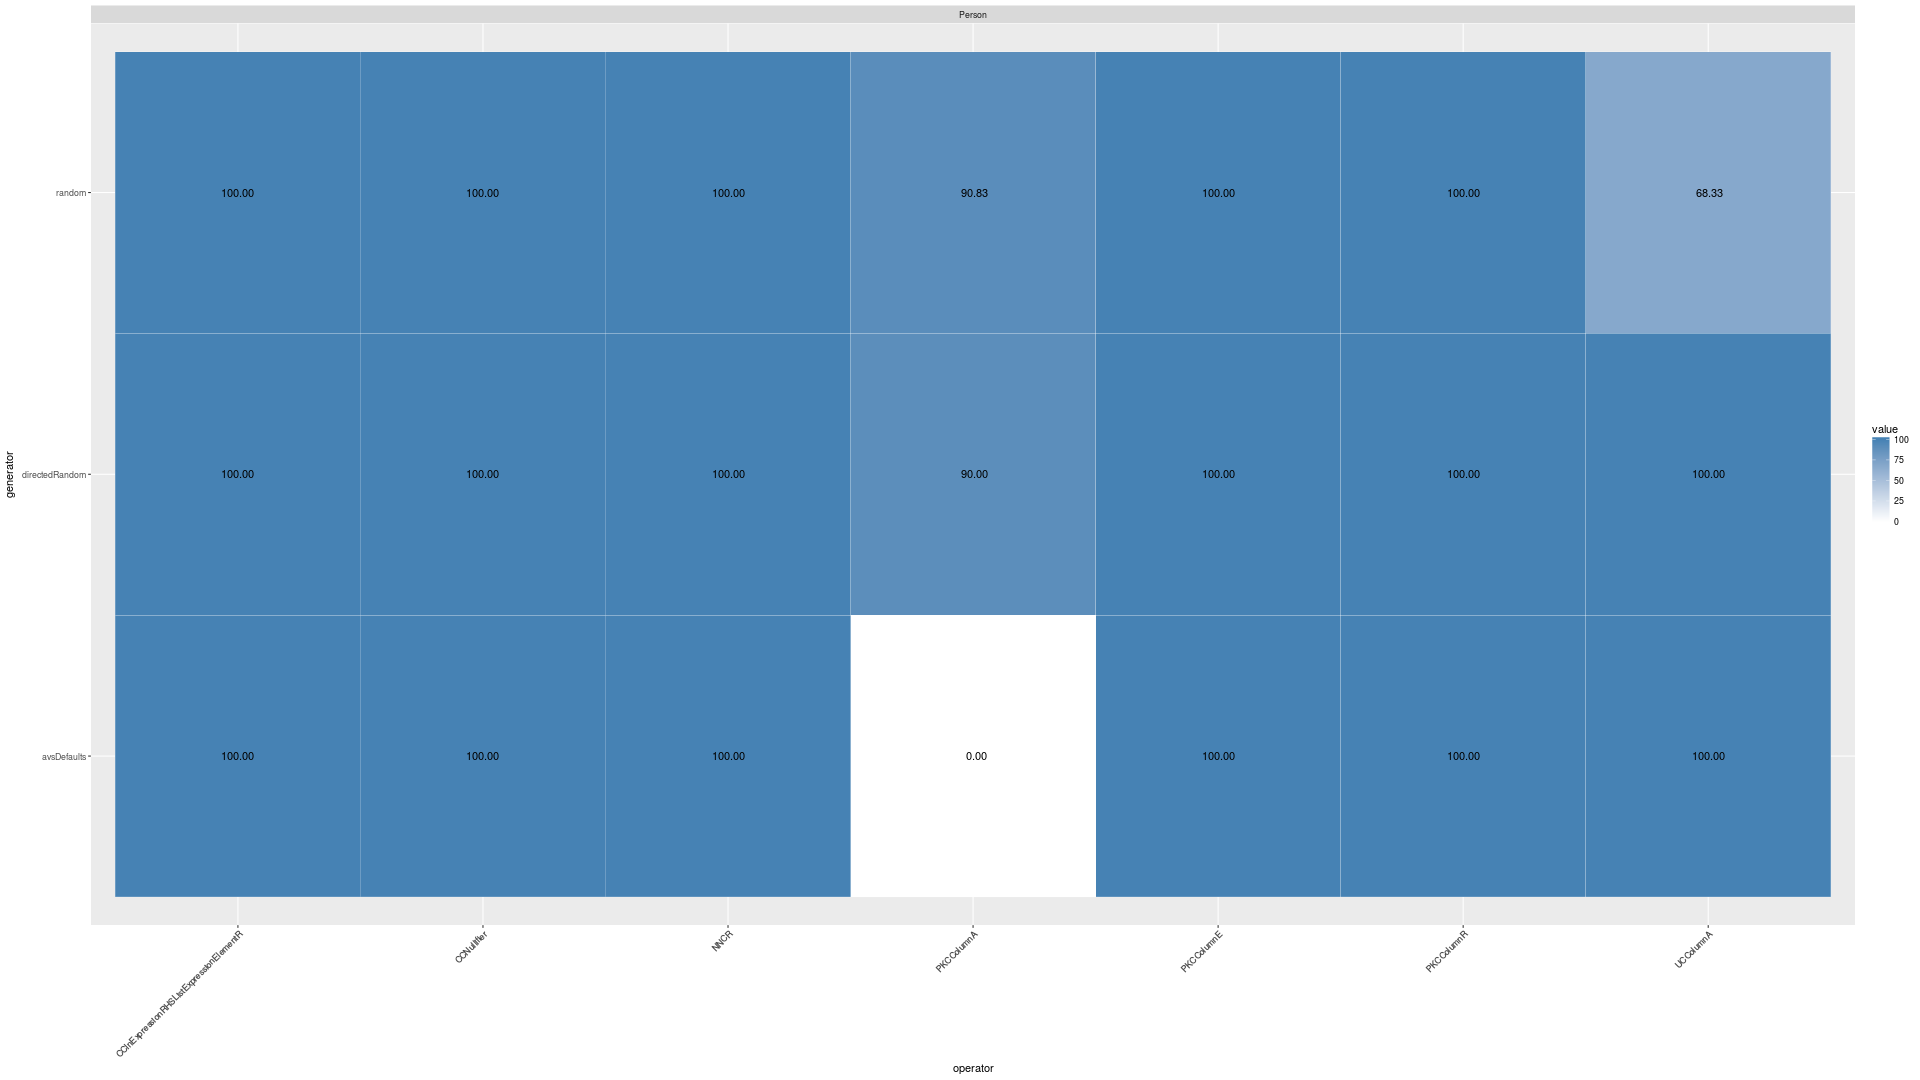 Person
random
100.00 100.00 100.00 90.83 100.00 100.00 68.33
directedRandom
100.00 100.00 100.00 90.00 100.00 100.00 100.00
avsDefaults
100.00 100.00 100.00 0.00 100.00 100.00 100.00
generator
value
100
75
50
25
0
CCInExpressionRHSListExpressionElementR
CCNullifier
NNCR
PKCColumnA
PKCColumnE
PKCColumnR
UCColumnA
operator